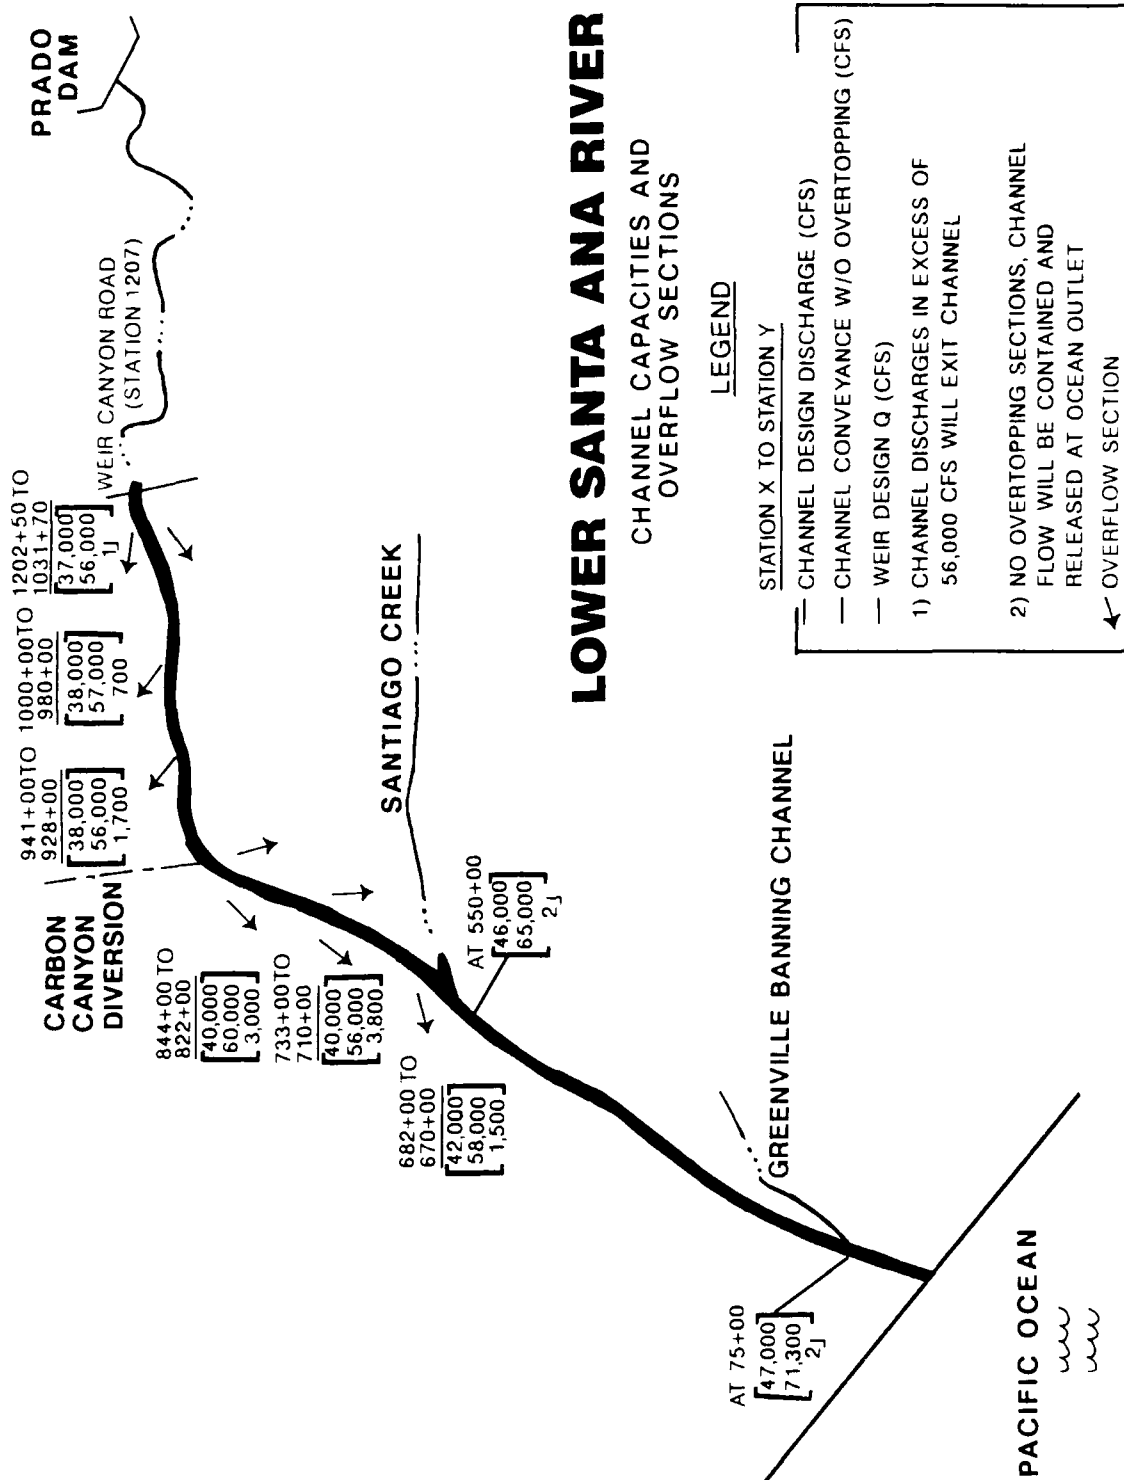 PRADO
DAM
WEIR CANYON ROAD
(STATION 1207)
1202+50 TO
1031+70
37,000
56,000
1
1000+00TO
980+00
38,000
57,000
700
941+00TO
928+00
38,000
56,000
1,700
CARBON
CANYON
DIVERSION
844+00 TO
822+00
40,000
60,000
3,000
733+00TO
710+00
40,000
56,000
3,800
682+00 TO
670+00
42,000
58,000
1,500
SANTIAGO CREEK
AT 550+00
46,000
65,000
2
GREENVILLE BANNING CHANNEL
AT 75+00
47,000
71,300
2
PACIFIC OCEAN
LOWER SANTA ANA RIVER
CHANNEL CAPACITIES AND
OVERFLOW SECTIONS
LEGEND
STATION X TO STATION Y
— CHANNEL DESIGN DISCHARGE (CFS)
— CHANNEL CONVEYANCE W/O OVERTOPPING (CFS)
— WEIR DESIGN Q (CFS)
1) CHANNEL DISCHARGES IN EXCESS OF
56,000 CFS WILL EXIT CHANNEL
2) NO OVERTOPPING SECTIONS, CHANNEL
FLOW WILL BE CONTAINED AND
RELEASED AT OCEAN OUTLET
OVERFLOW SECTION